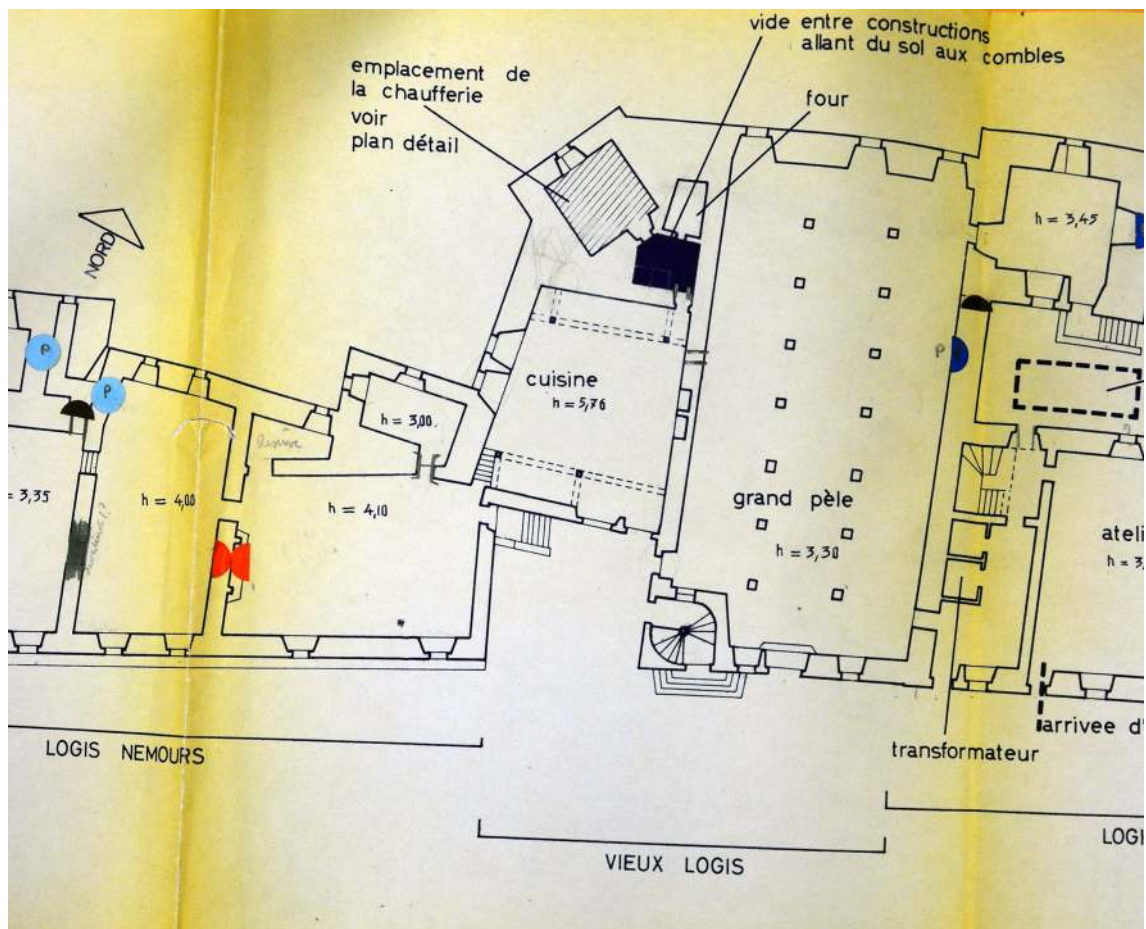 vide entre constructions
allant du sol aux combles
emplacement de
la chaufferie
voir
plan détail
four
NORD
h = 3,45
P
P
P
cuisine
h = 5,76
h = 3,00
Réserve
= 3,35
h = 4,00
h = 4,10
grand pèle
h = 3,30
ateli
h = 3,
arrivee d'
transformateur
LOGIS NEMOURS
VIEUX LOGIS
LOGI